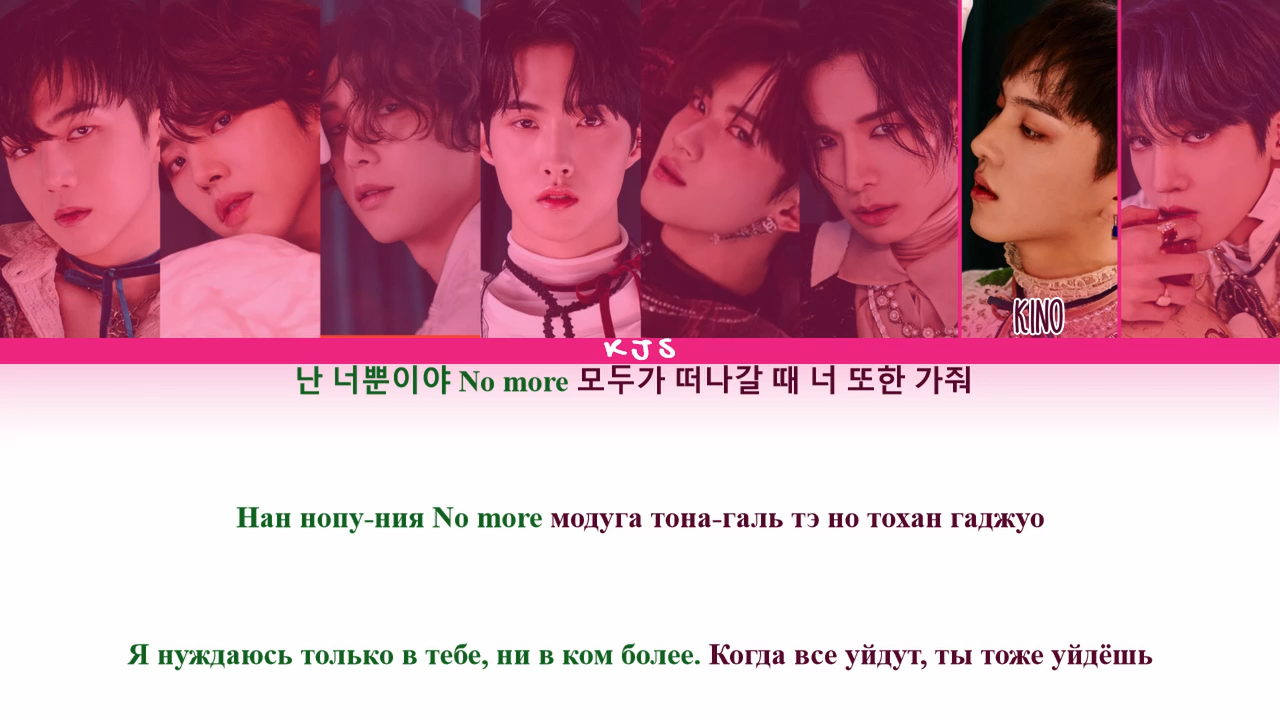 KINO
KJS
난 너뿐이야 No more 모두가 떠나갈 때 너 또한 가줘
Нан нопу-ния No more модуга тона-галь тэ но тохан гаджуо
Я нуждаюсь только в тебе, ни в ком более. Когда все уйдут, ты тоже уйдёшь